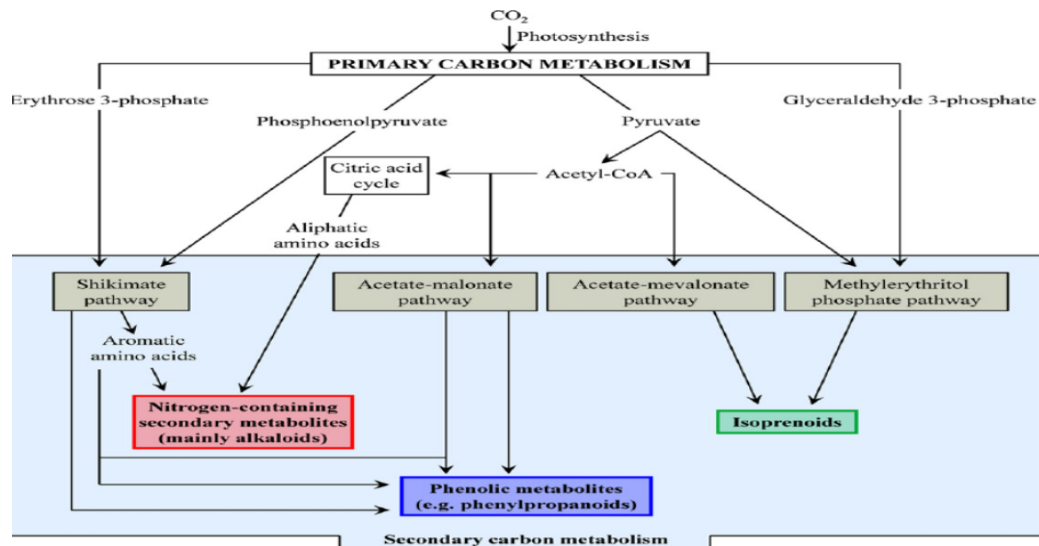 CO₂
Photosynthesis
PRIMARY CARBON METABOLISM
Erythrose 3-phosphate
Glyceraldehyde 3-phosphate
Phosphoenolpyruvate
Pyruvate
Citric acid
cycle
Acetyl-CoA
Aliphatic
amino acids
Shikimate
pathway
Acetate-malonate
pathway
Acetate-mevalonate
pathway
Methylerythritol
phosphate pathway
Aromatic
amino acids
Nitrogen-containing
secondary metabolites
(mainly alkaloids)
Isoprenoids
Phenolic metabolites
(e.g. phenylpropanoids)
Secondary carbon metabolism